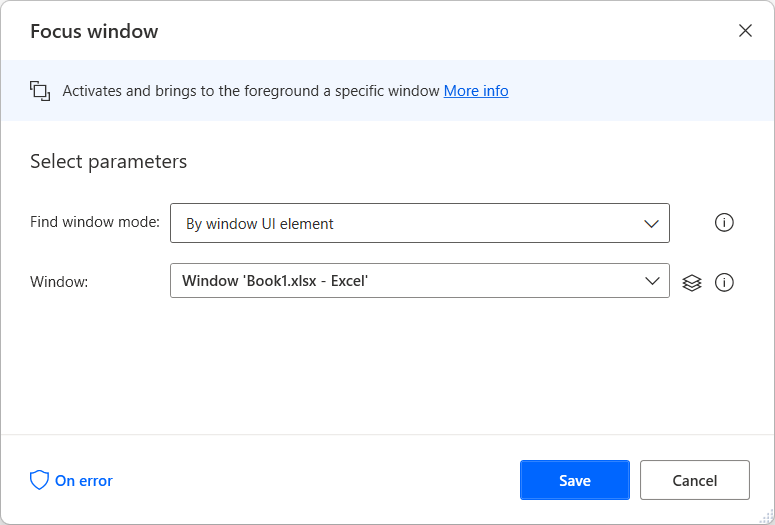 Focus window
Activates and brings to the foreground a specific window More info
Select parameters
Find window mode: By window UI element
Window: Window 'Book1.xlsx - Excel'
On error Save Cancel